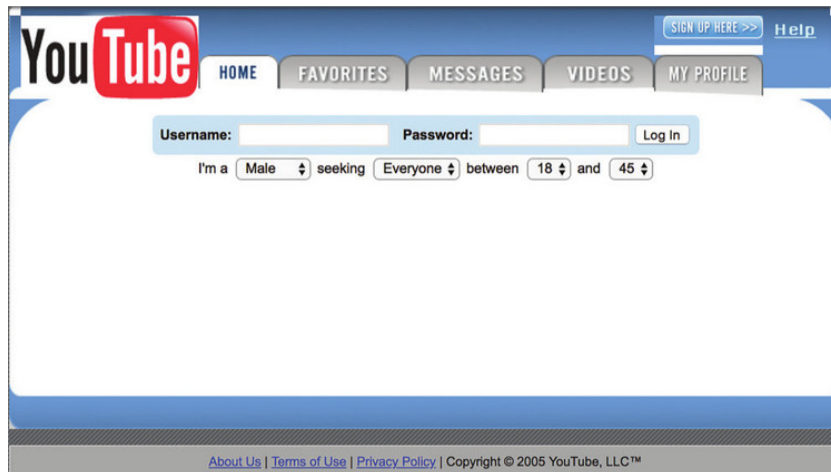 YouTube
SIGN UP HERE >> Help
HOME FAVORITES MESSAGES VIDEOS MY PROFILE
Username: Password: Log In
I'm a Male seeking Everyone between 18 and 45
About Us | Terms of Use | Privacy Policy | Copyright © 2005 YouTube, LLC™